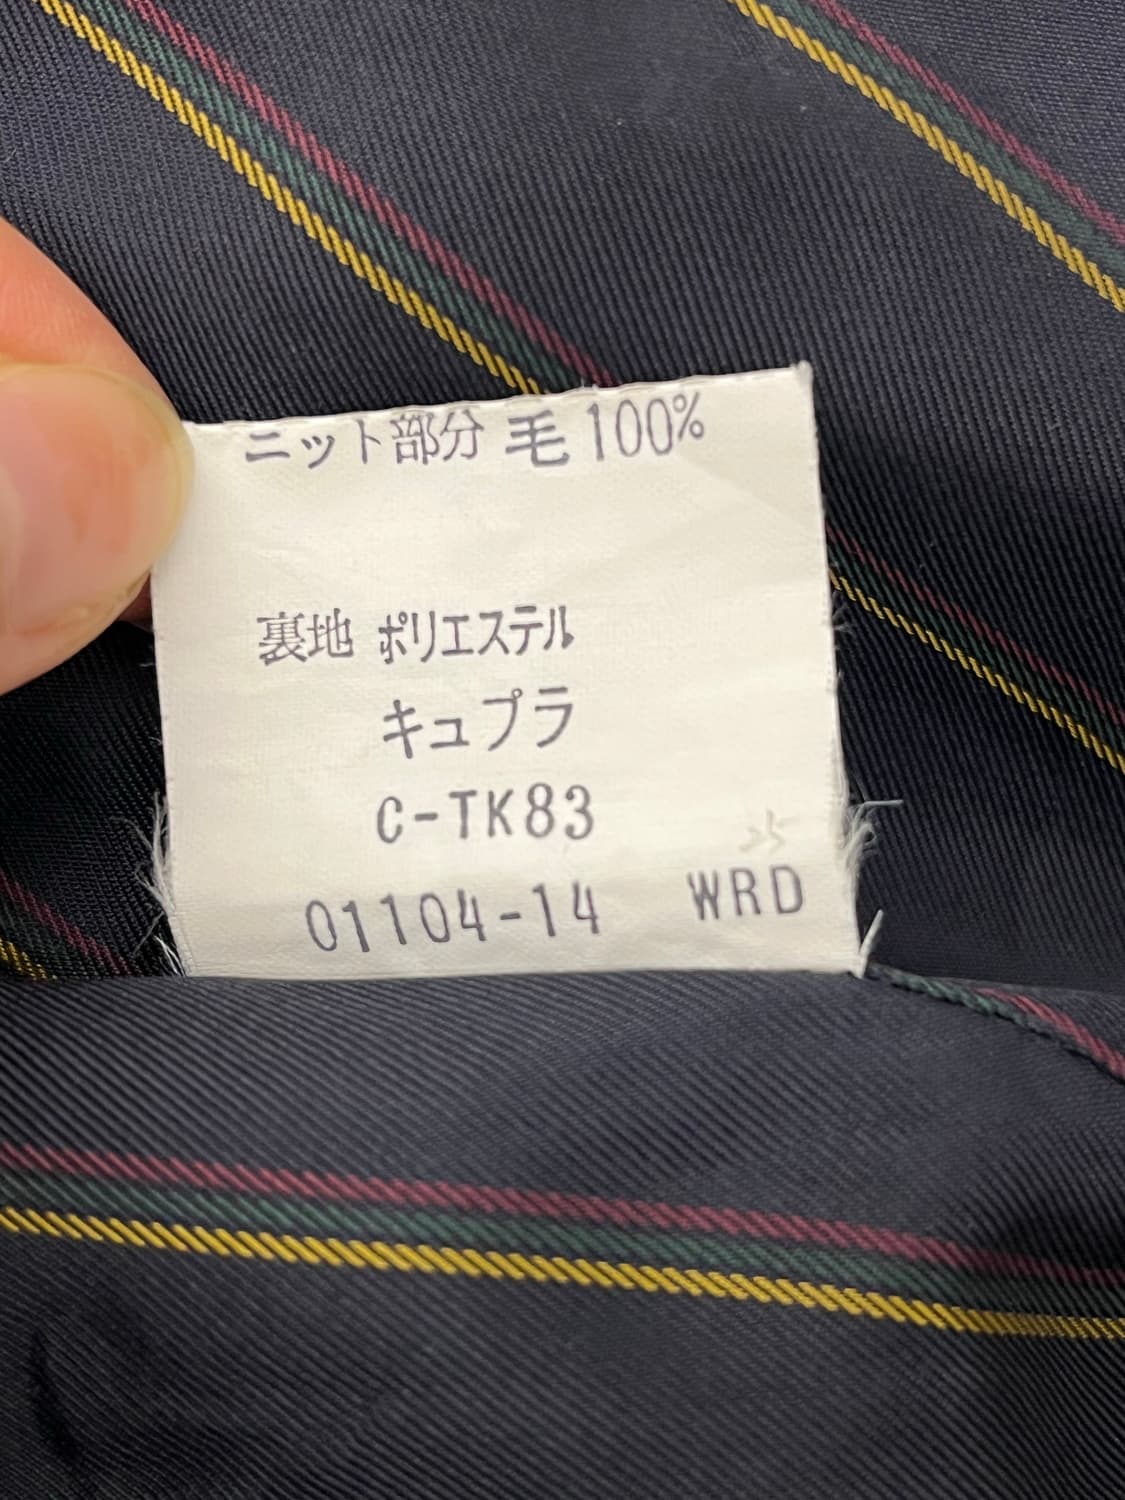 ニット部分 毛100%
裏地 ポリエステル
キュプラ
C-TK83
25
01104-14 WRD